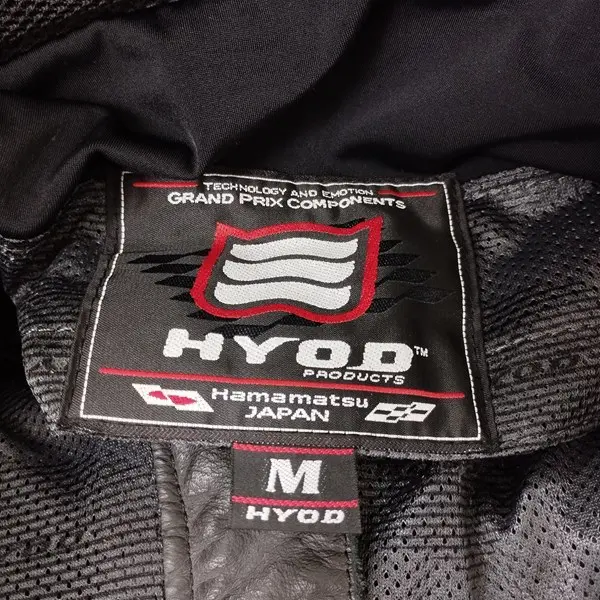 TECHNOLOGY AND EMOTION
GRAND PRIX COMPONENTS
HYOD™
PRODUCTS
Hamamatsu
JAPAN
M
HYOD